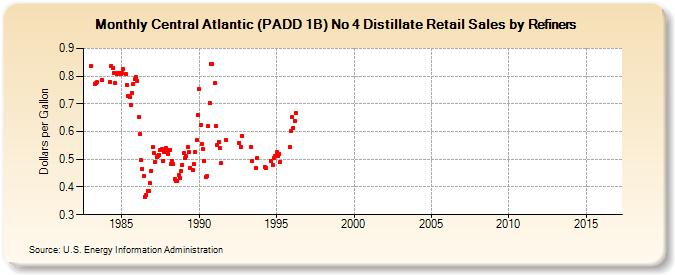 Monthly Central Atlantic (PADD 1B) No 4 Distillate Retail Sales by Refiners
Dollars per Gallon
0.9
0.8
0.7
0.6
0.5
0.4
0.3
1985 1990 1995 2000 2005 2010 2015
Source: U.S. Energy Information Administration